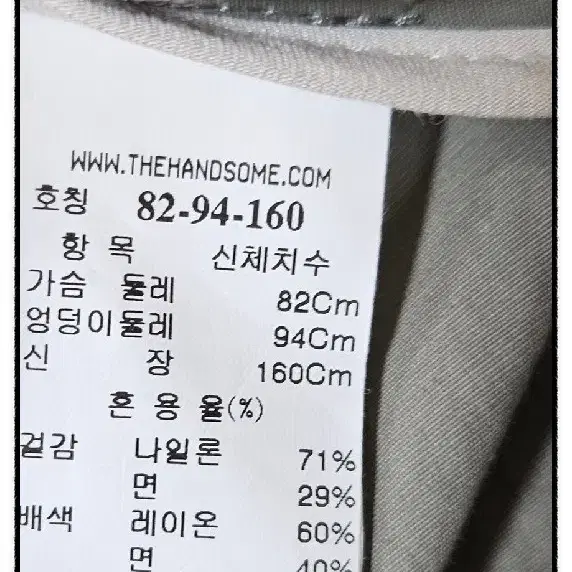 WWW.THEHANDSOME.COM
호칭 82-94-160
항 목 신체치수
가슴 둘레 82Cm
엉덩이둘레 94Cm
신 장 160Cm
혼 용 율(%)
겉감 나일론 71%
면 29%
배색 레이온 60%
면 40%